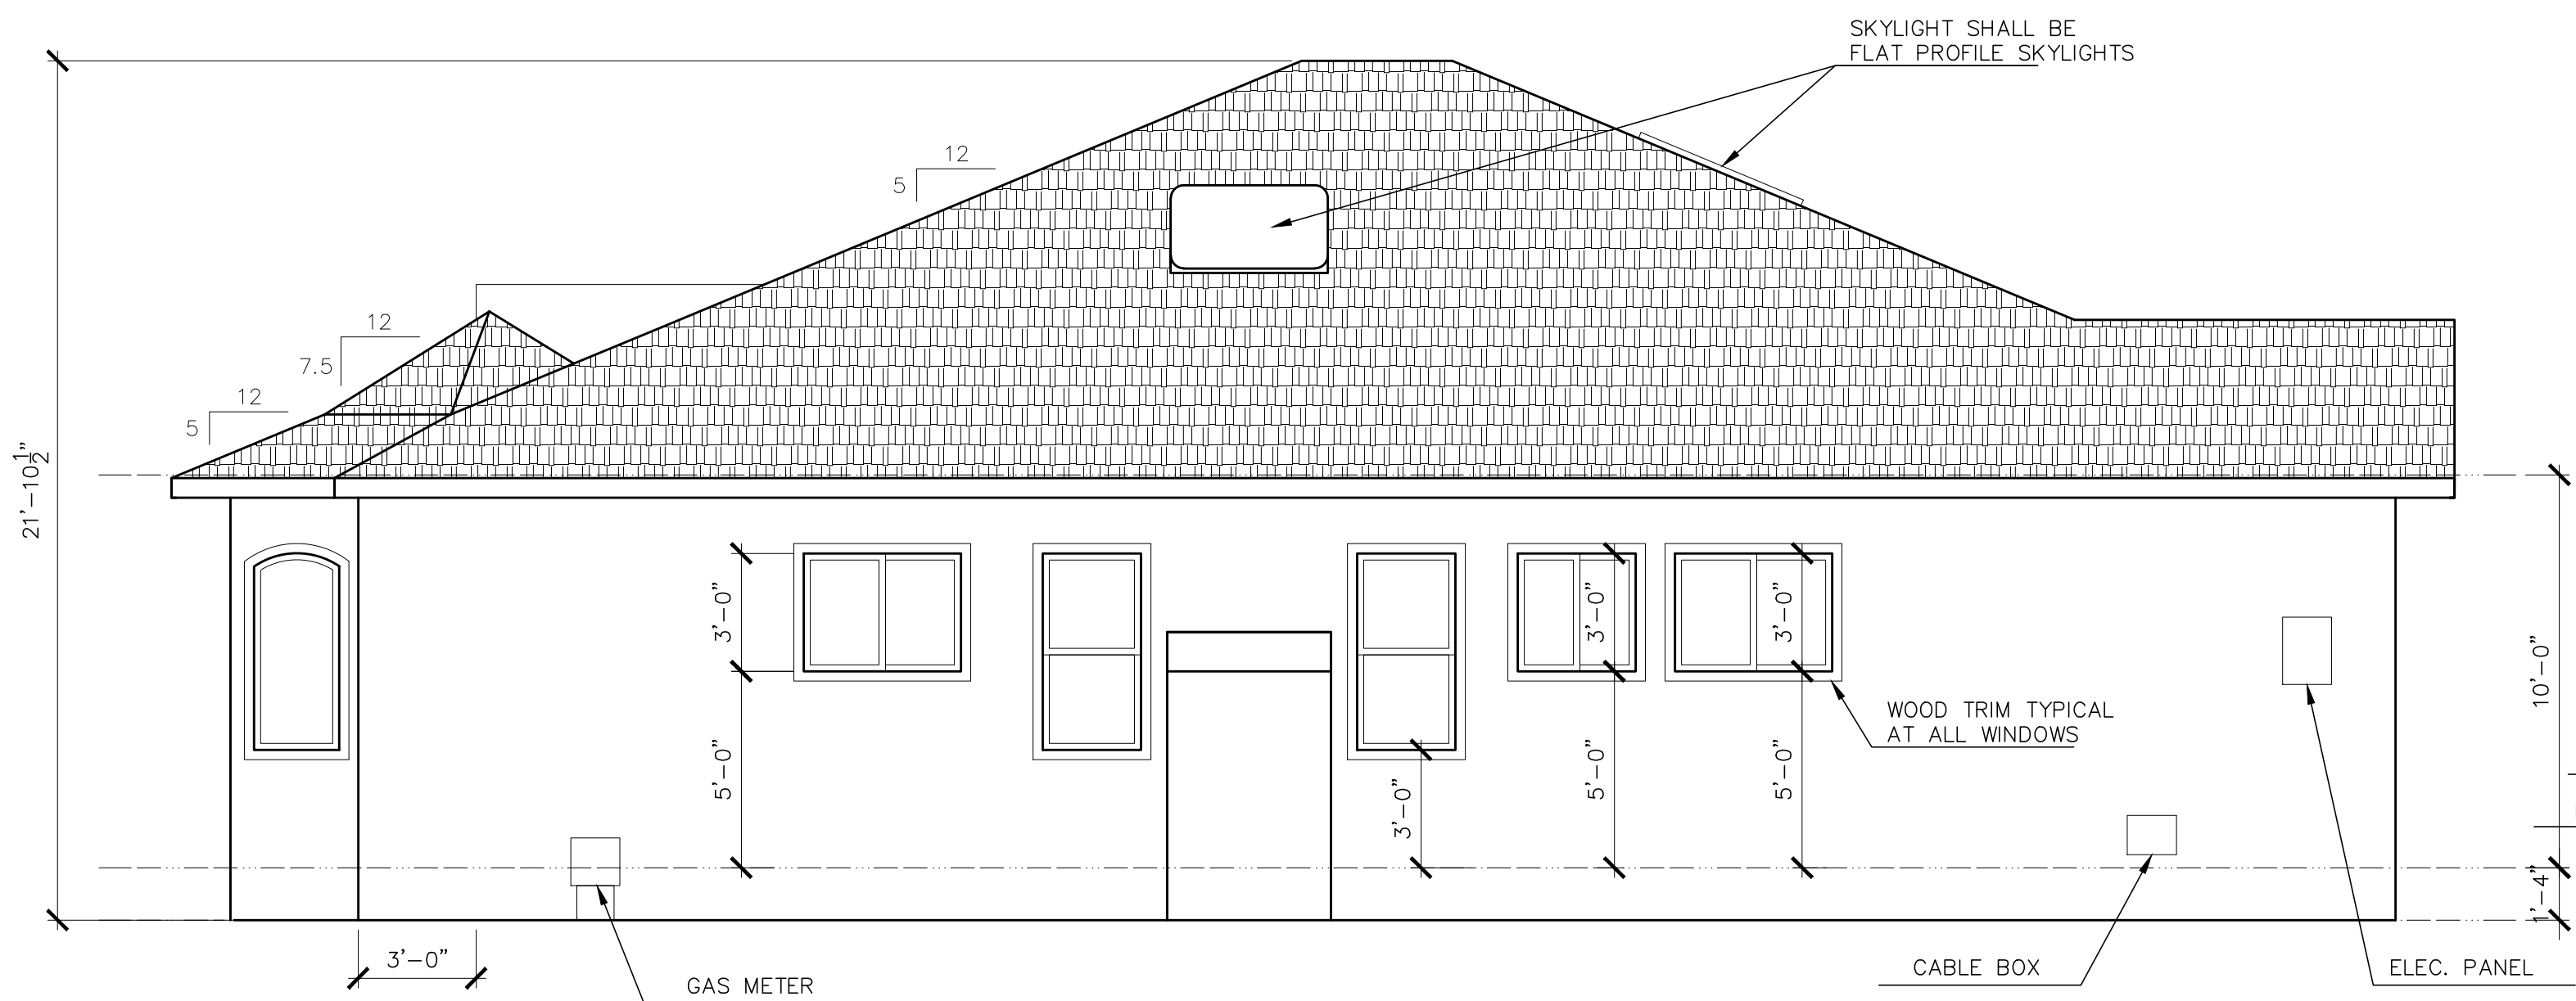 SKYLIGHT SHALL BE
FLAT PROFILE SKYLIGHTS
12
5
12
7.5
12
5
21'-10 1/2"
3'-0"
3'-0"
3'-0"
10'-0"
WOOD TRIM TYPICAL
AT ALL WINDOWS
5'-0"
3'-0"
5'-0"
5'-0"
1'-4"
3'-0"
GAS METER
CABLE BOX
ELEC. PANEL